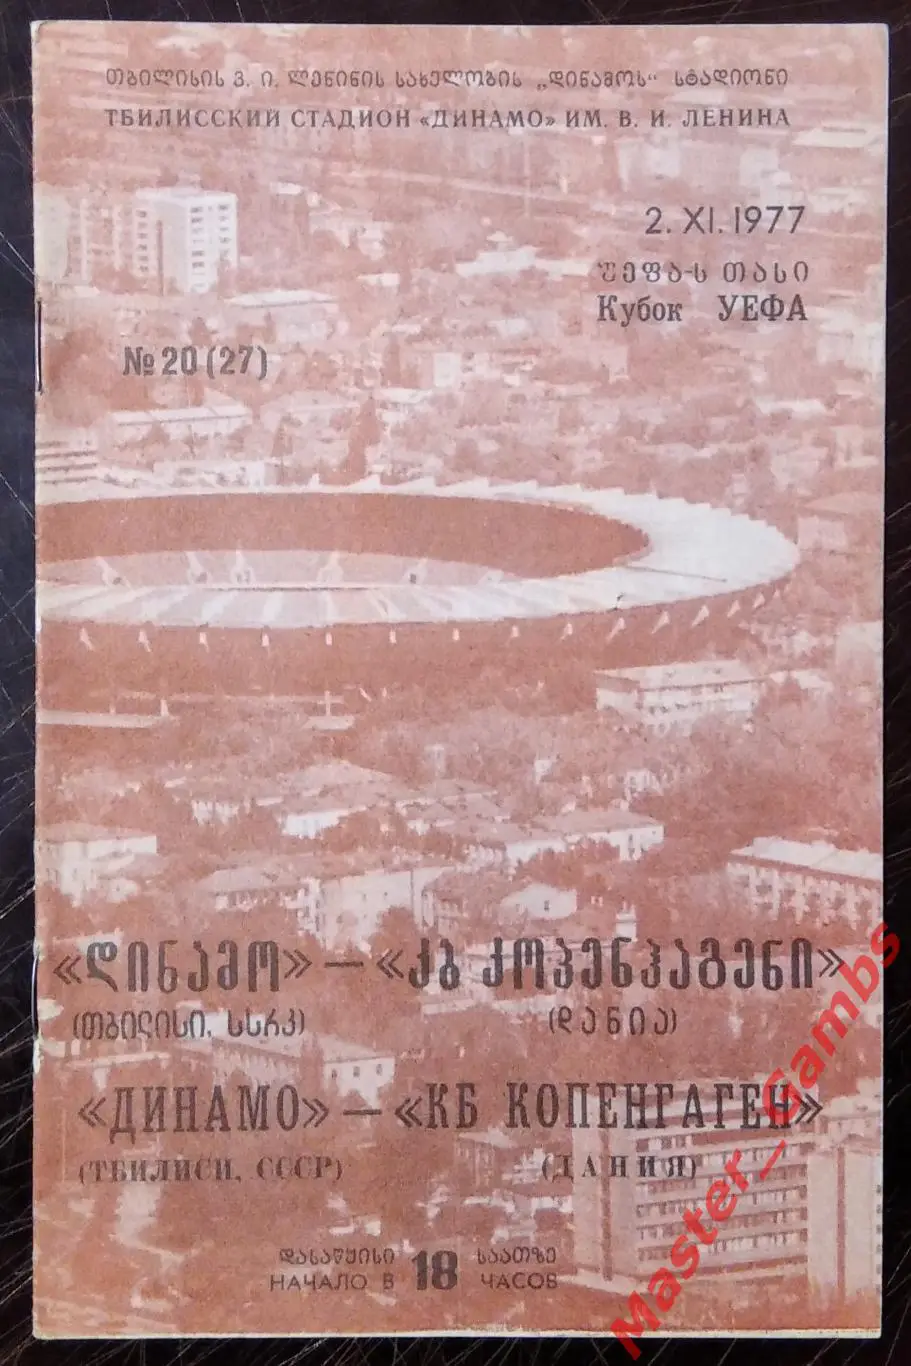 თბილისის ვ. ი. ლენინის სახელობის „დინამოს“ სტადიონი
ТБИЛИССКИЙ СТАДИОН «ДИНАМО» ИМ. В. И. ЛЕНИНА
2. XI. 1977
უეფა-ს თასი
Кубок УЕФА
№ 20 (27)
«დინამო» — «კბ კოპენჰაგენი»
(თბილისი, სსრკ) (დანია)
«ДИНАМО» — «КБ КОПЕНГАГЕН»
(ТБИЛИСИ, СССР) (ДАНИЯ)
დასაწყისი 18 საათზე
НАЧАЛО В 18 ЧАСОВ
Master_Gambs